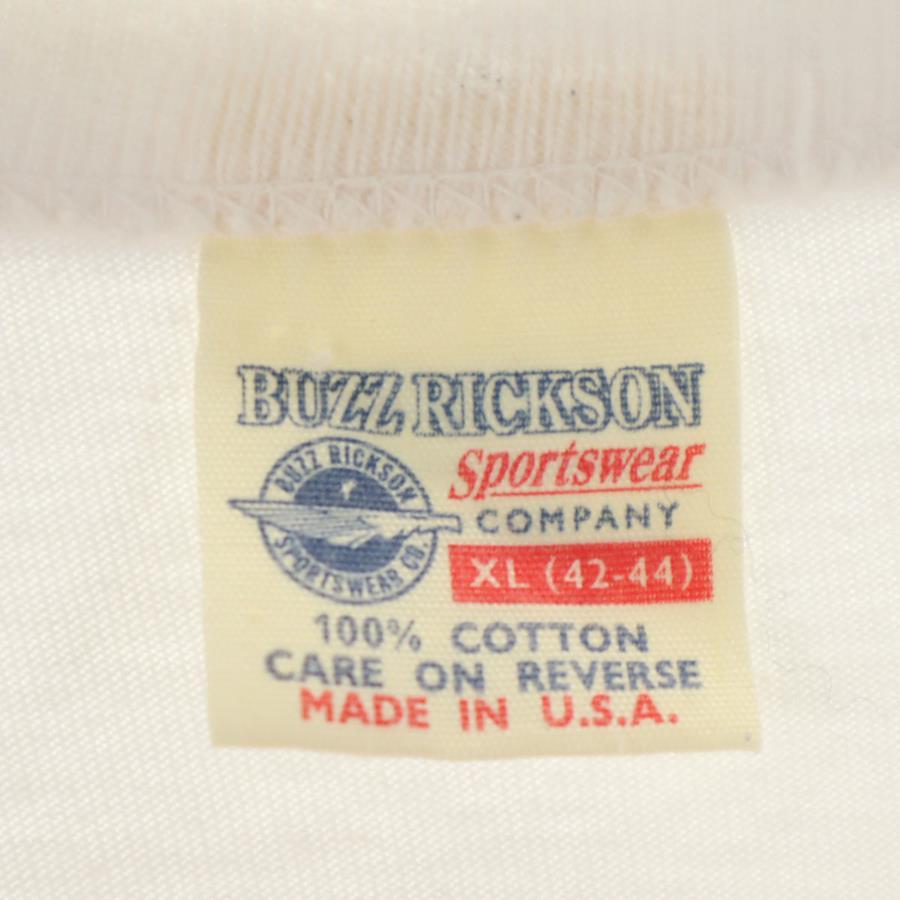 BUZZ RICKSON
BUZZ RICKSON
SPORTSWEAR CO.
Sportswear
COMPANY
XL (42-44)
100% COTTON
CARE ON REVERSE
MADE IN U.S.A.